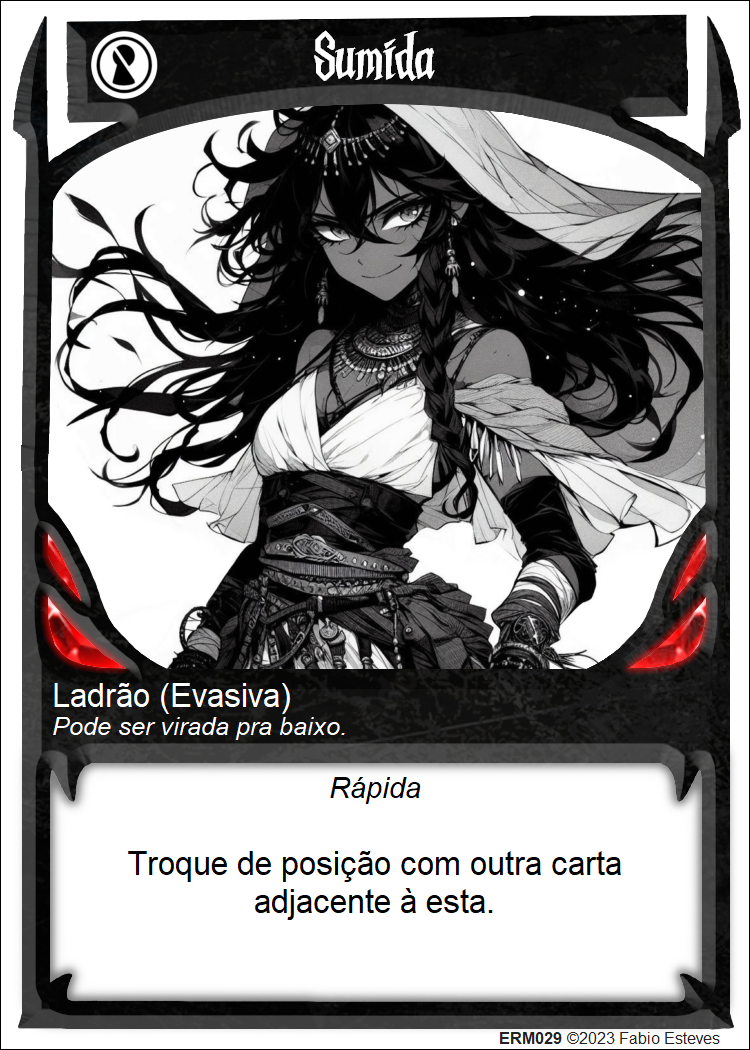 Sumida
Ladrão (Evasiva)
Pode ser virada pra baixo.
Rápida
Troque de posição com outra carta
adjacente à esta.
ERM029 ©2023 Fabio Esteves